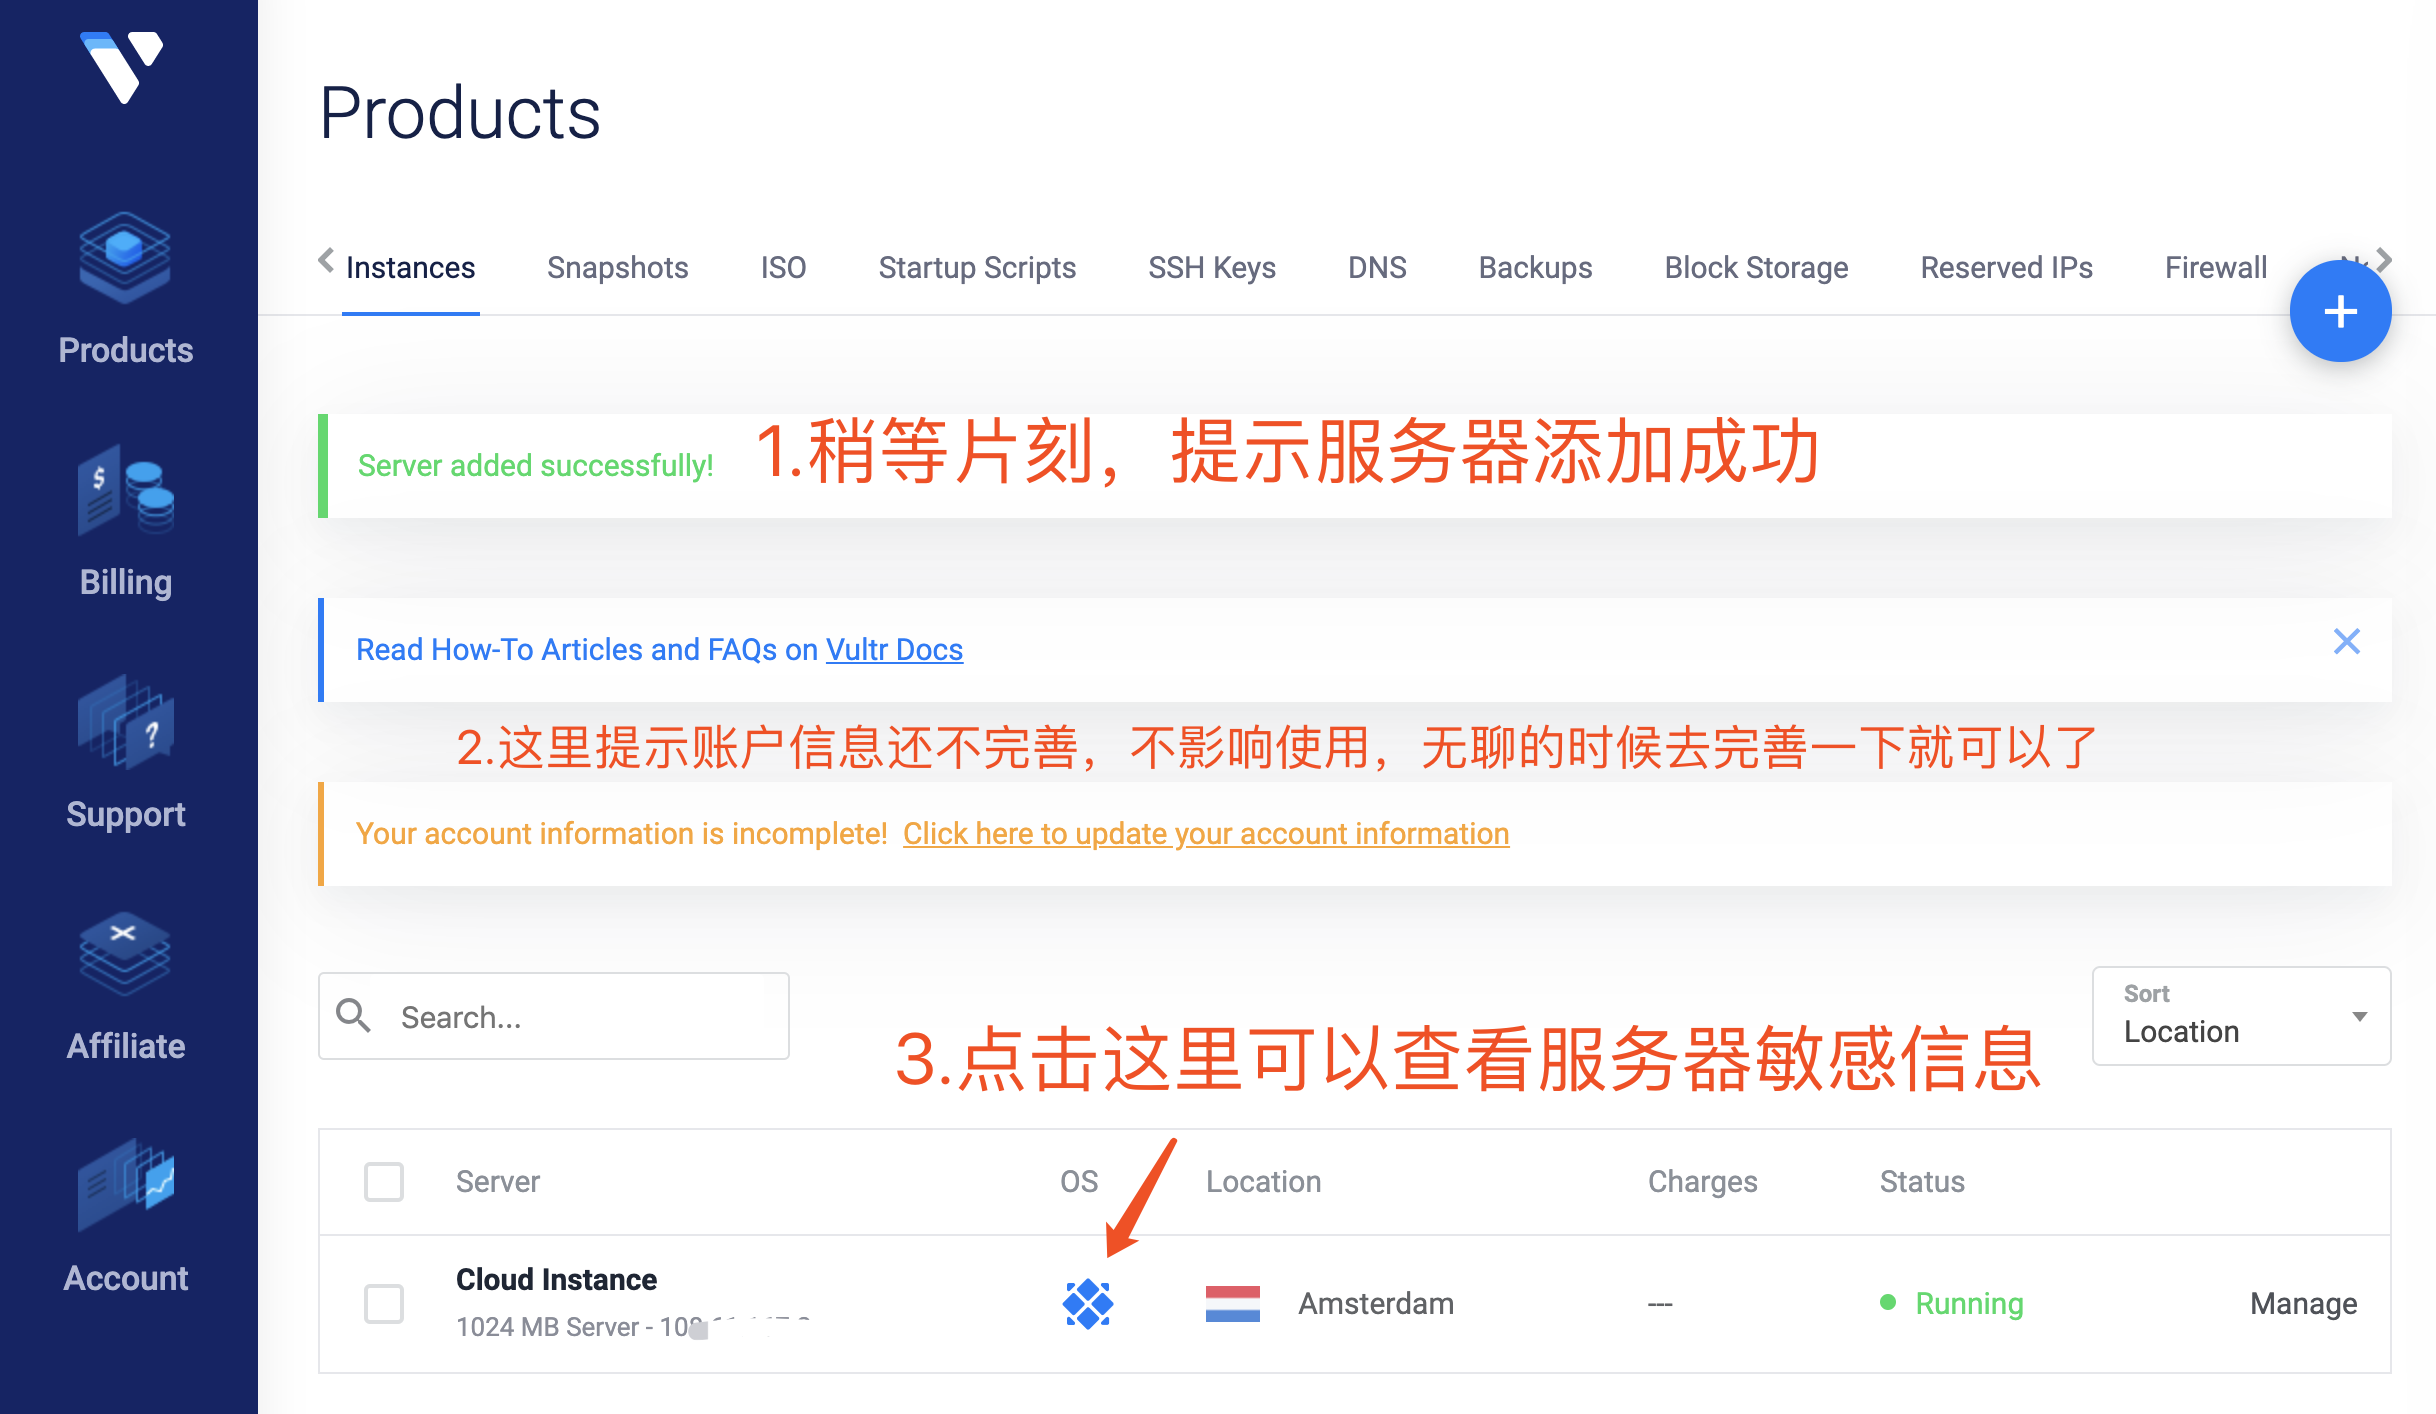 Products
Instances Snapshots ISO Startup Scripts SSH Keys DNS Backups Block Storage Reserved IPs Firewall
Products
Server added successfully! 1.稍等片刻，提示服务器添加成功
Billing
Read How-To Articles and FAQs on Vultr Docs
2.这里提示账户信息还不完善，不影响使用，无聊的时候去完善一下就可以了
Support
Your account information is incomplete! Click here to update your account information
Affiliate
Search...
Sort
Location
3.点击这里可以查看服务器敏感信息
Server OS Location Charges Status
Account
Cloud Instance
1024 MB Server -
Amsterdam --- Running Manage